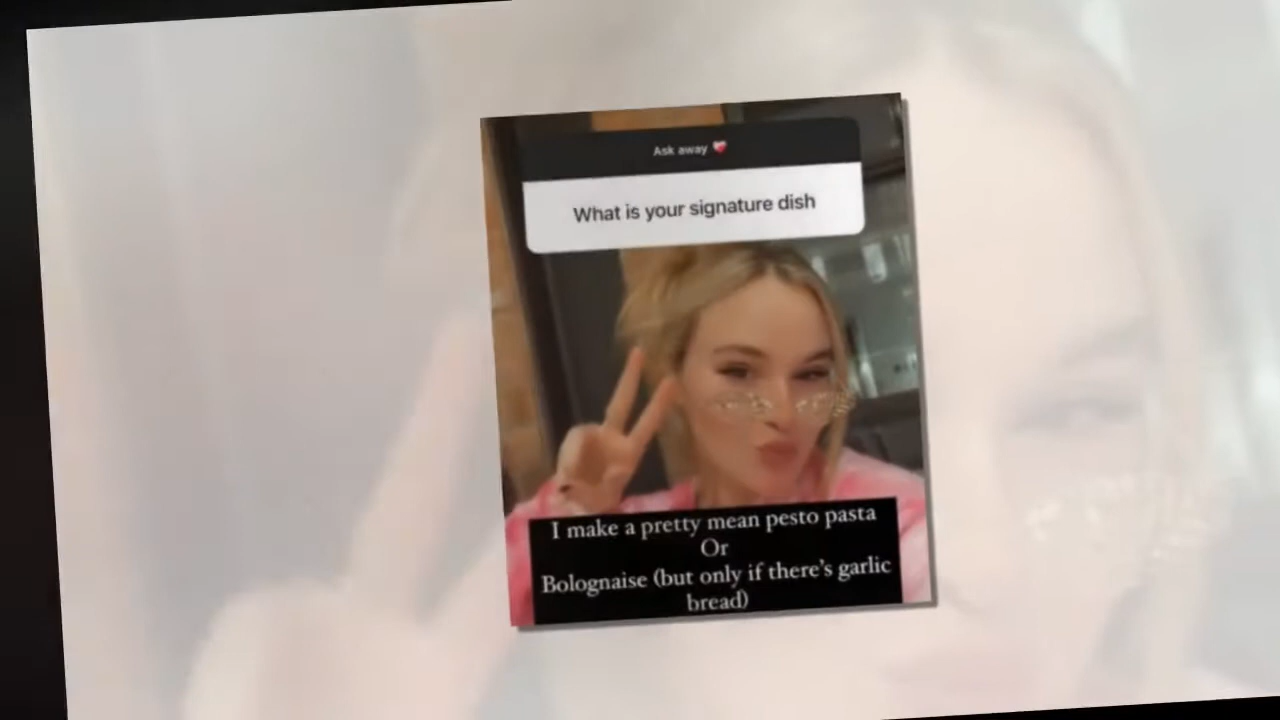 Ask away ❤️
What is your signature dish
I make a pretty mean pesto pasta
Or
Bolognaise (but only if there's garlic
bread)